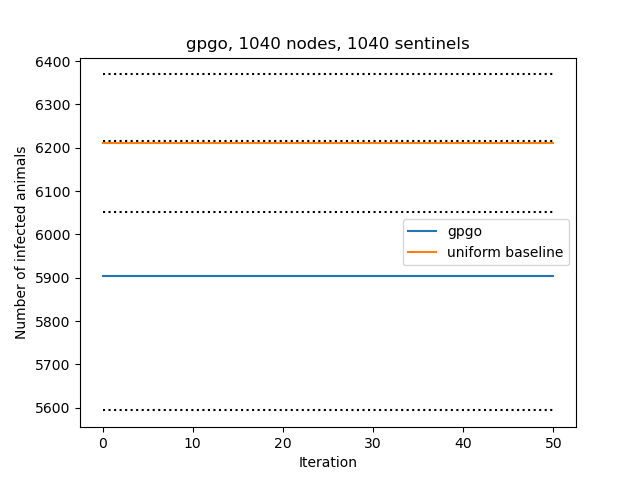 gpgo, 1040 nodes, 1040 sentinels
6400
6300
6200
6100
6000
5900
5800
5700
5600
Number of infected animals
gpgo
uniform baseline
0 10 20 30 40 50
Iteration